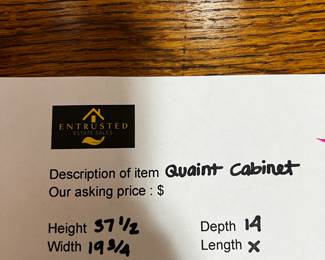 ENTRUSTED
ESTATE SALES
Description of item Quaint Cabinet
Our asking price : $
Height 37 1/2 Depth 14
Width 19 3/4 Length X